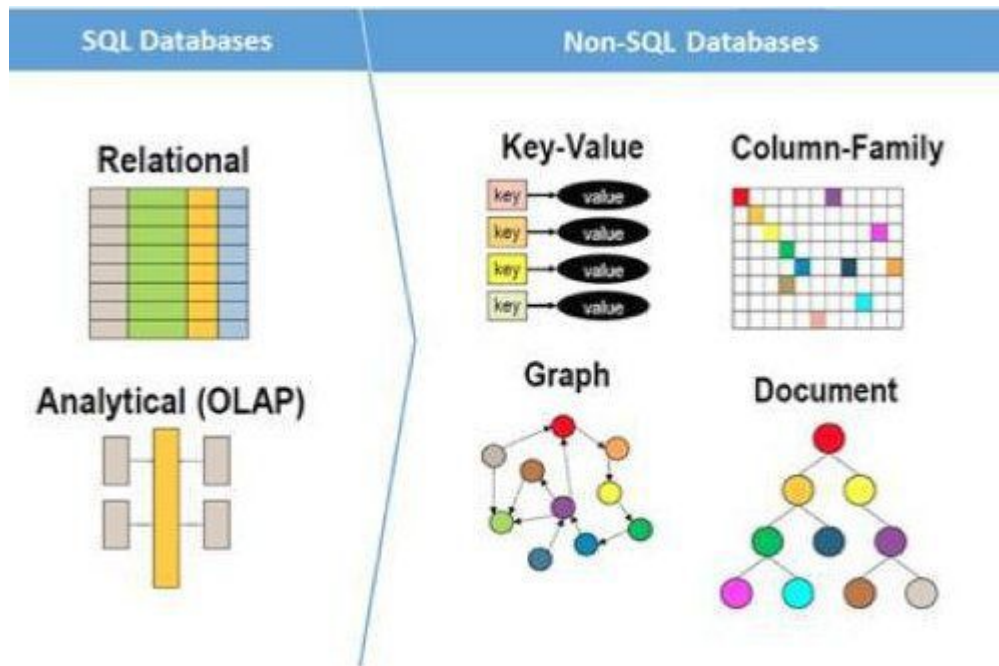 SQL Databases
Non-SQL Databases
Relational
Analytical (OLAP)
Key-Value
key value
key value
key value
key value
Column-Family
Graph
Document